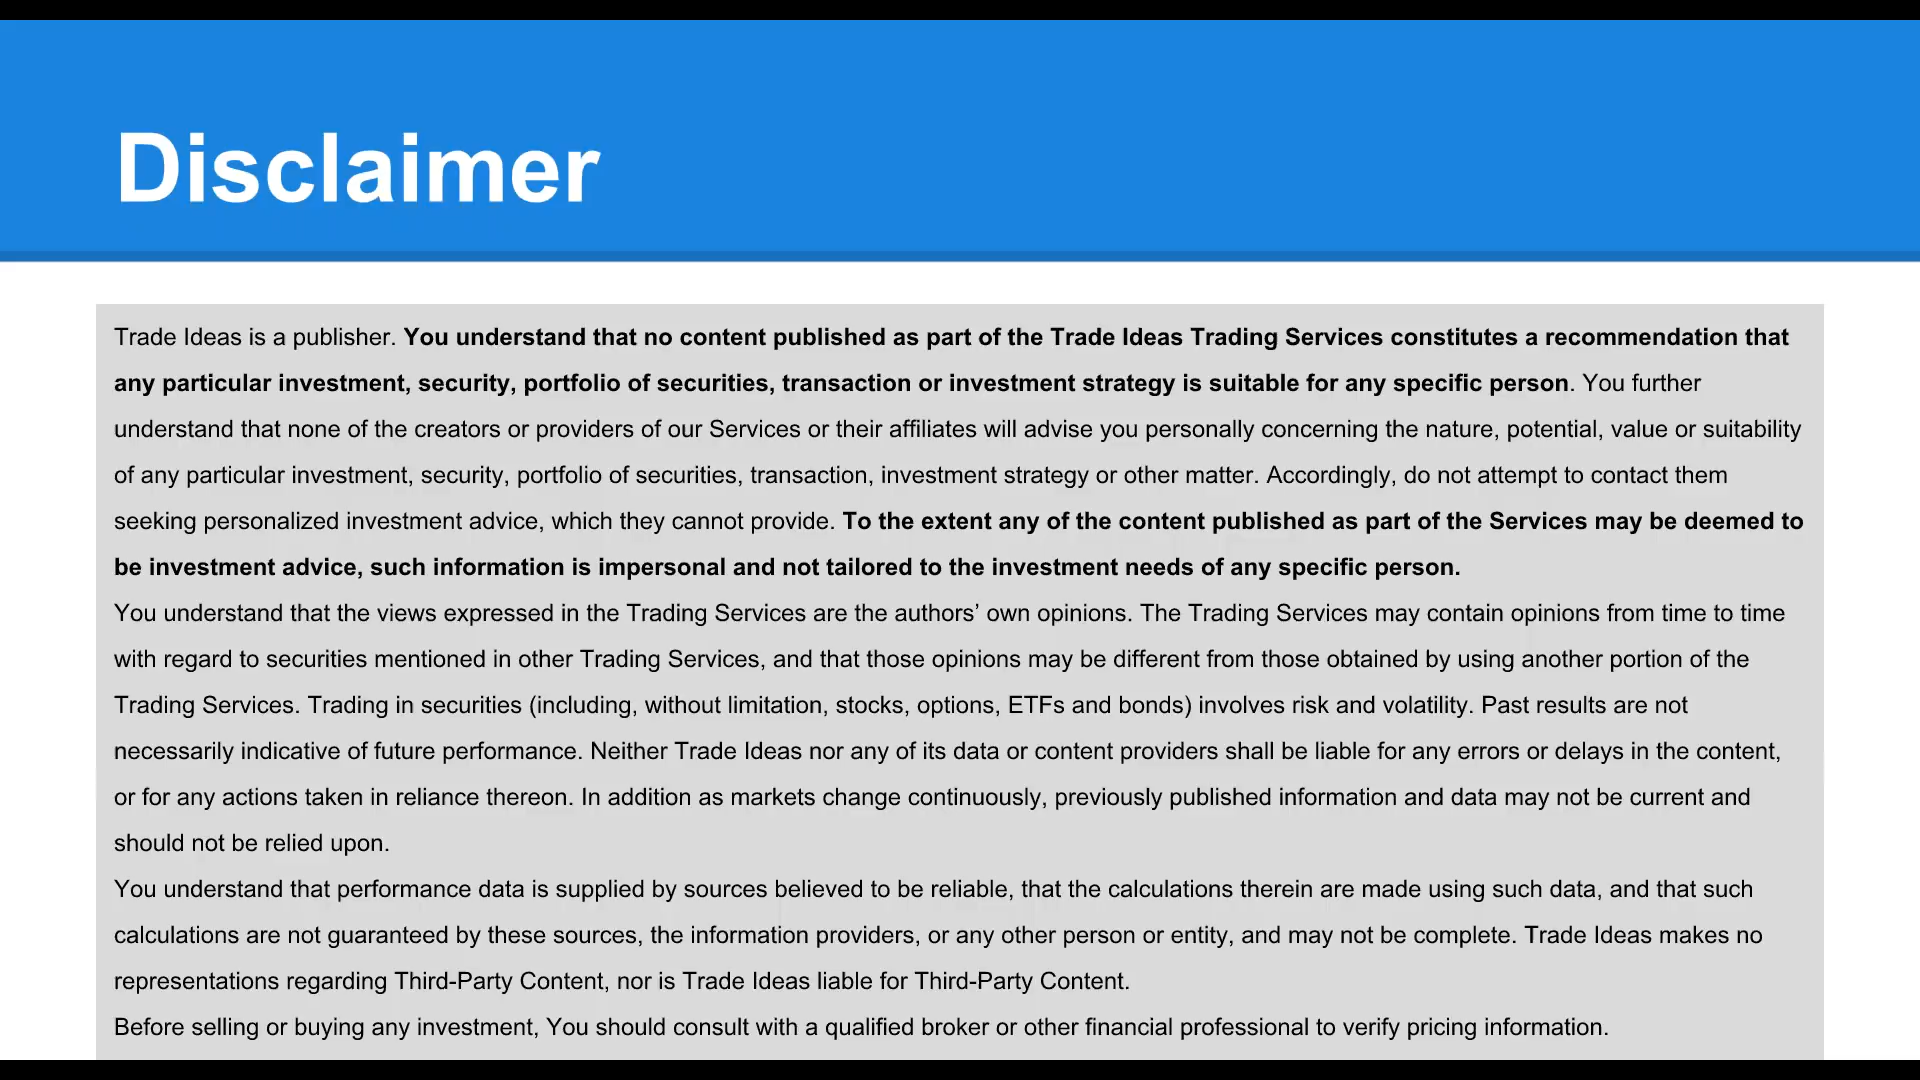 Disclaimer
Trade Ideas is a publisher. You understand that no content published as part of the Trade Ideas Trading Services constitutes a recommendation that
any particular investment, security, portfolio of securities, transaction or investment strategy is suitable for any specific person. You further
understand that none of the creators or providers of our Services or their affiliates will advise you personally concerning the nature, potential, value or suitability
of any particular investment, security, portfolio of securities, transaction, investment strategy or other matter. Accordingly, do not attempt to contact them
seeking personalized investment advice, which they cannot provide. To the extent any of the content published as part of the Services may be deemed to
be investment advice, such information is impersonal and not tailored to the investment needs of any specific person.
You understand that the views expressed in the Trading Services are the authors’ own opinions. The Trading Services may contain opinions from time to time
with regard to securities mentioned in other Trading Services, and that those opinions may be different from those obtained by using another portion of the
Trading Services. Trading in securities (including, without limitation, stocks, options, ETFs and bonds) involves risk and volatility. Past results are not
necessarily indicative of future performance. Neither Trade Ideas nor any of its data or content providers shall be liable for any errors or delays in the content,
or for any actions taken in reliance thereon. In addition as markets change continuously, previously published information and data may not be current and
should not be relied upon.
You understand that performance data is supplied by sources believed to be reliable, that the calculations therein are made using such data, and that such
calculations are not guaranteed by these sources, the information providers, or any other person or entity, and may not be complete. Trade Ideas makes no
representations regarding Third-Party Content, nor is Trade Ideas liable for Third-Party Content.
Before selling or buying any investment, You should consult with a qualified broker or other financial professional to verify pricing information.